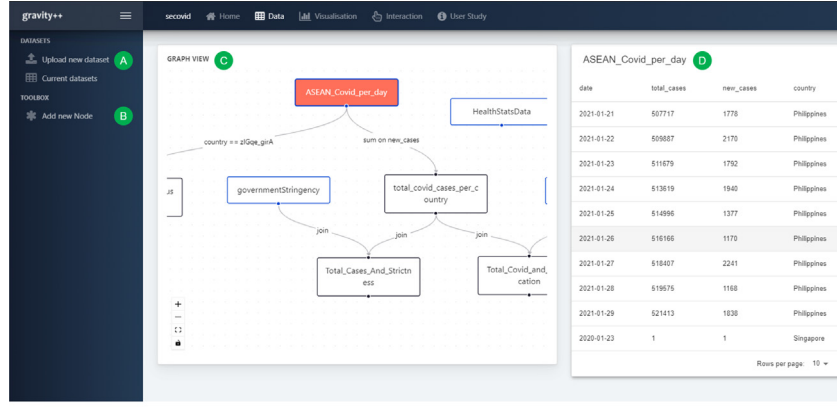 gravity++
secovid Home Data Visualisation Interaction User Study
DATASETS
Upload new dataset A
Current datasets
TOOLBOX
Add new Node B
GRAPH VIEW C
ASEAN_Covid_per_day
HealthStatsData
country == zlGqe_girA
sum on new_cases
us
governmentStringency
total_covid_cases_per_c
ountry
join
join
join
Total_Cases_And_Strictn
ess
Total_Covid_and_
cation
ASEAN_Covid_per_day D
date total_cases new_cases country
2021-01-21 507717 1778 Philippines
2021-01-22 509887 2170 Philippines
2021-01-23 511679 1792 Philippines
2021-01-24 513619 1940 Philippines
2021-01-25 514996 1377 Philippines
2021-01-26 516166 1170 Philippines
2021-01-27 518407 2241 Philippines
2021-01-28 519575 1168 Philippines
2021-01-29 521413 1838 Philippines
2020-01-23 1 1 Singapore
Rows per page: 10